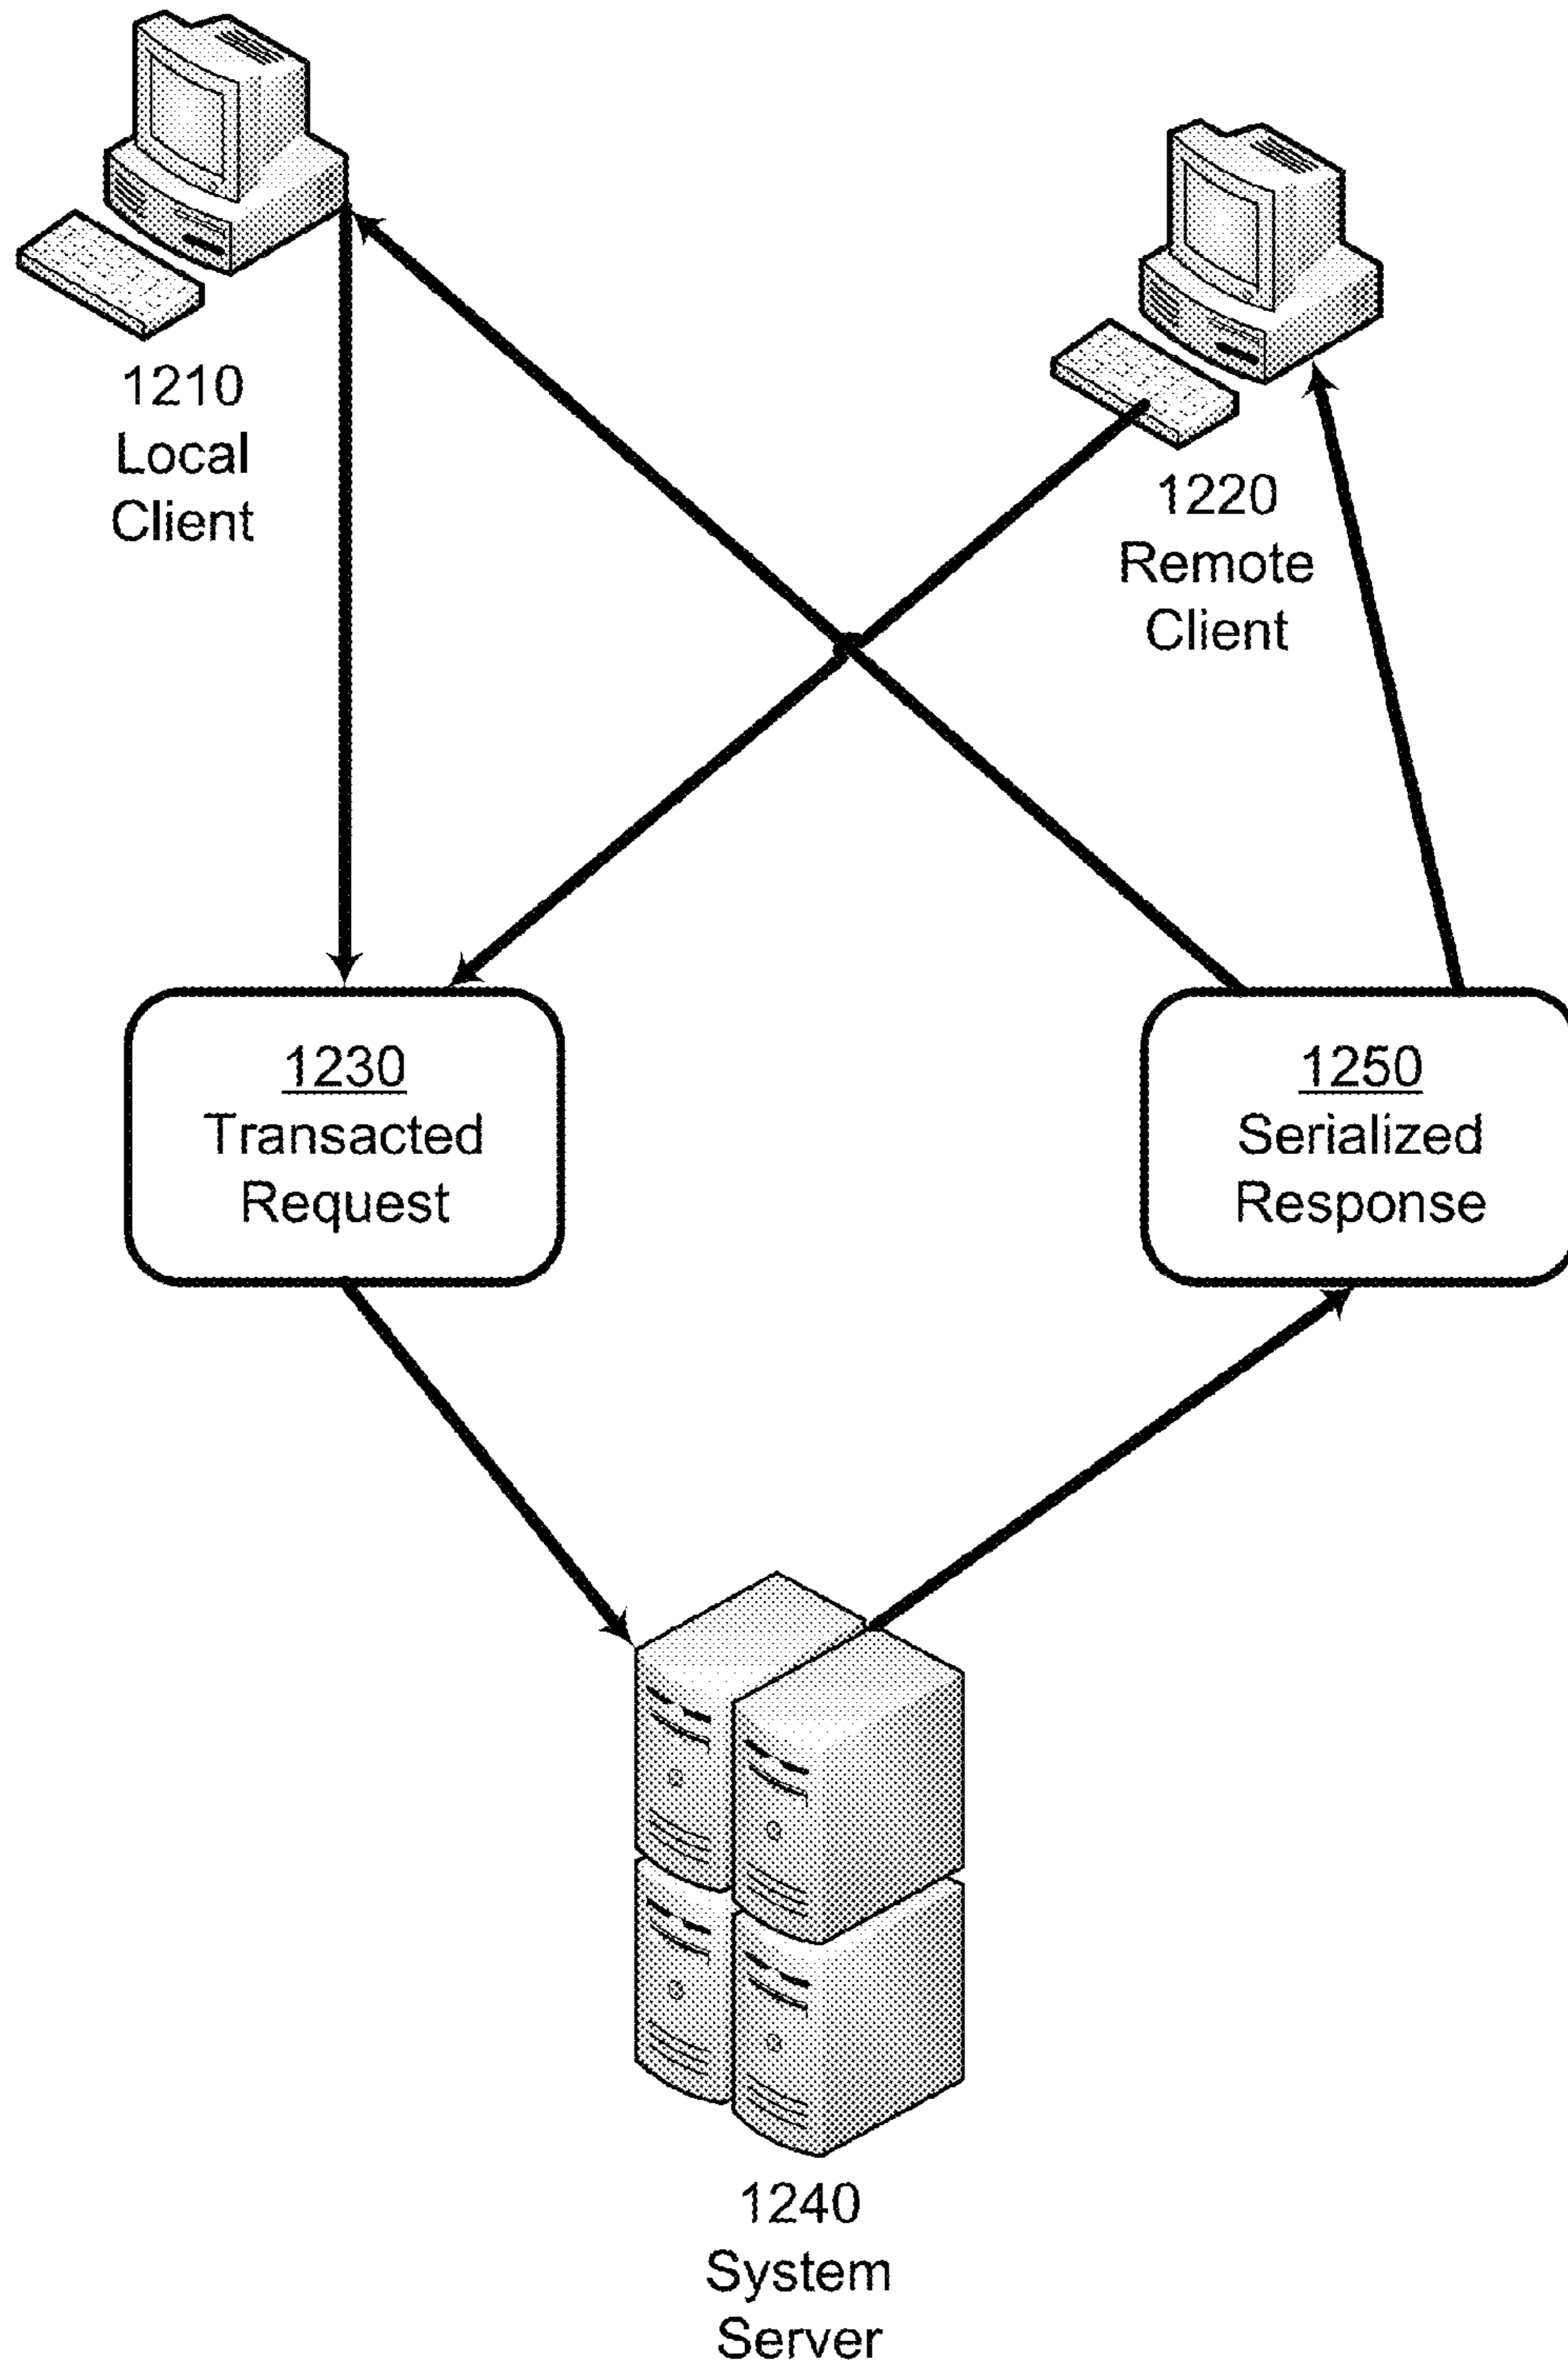 1210
Local
Client
1220
Remote
Client
1230
Transacted
Request
1250
Serialized
Response
1240
System
Server